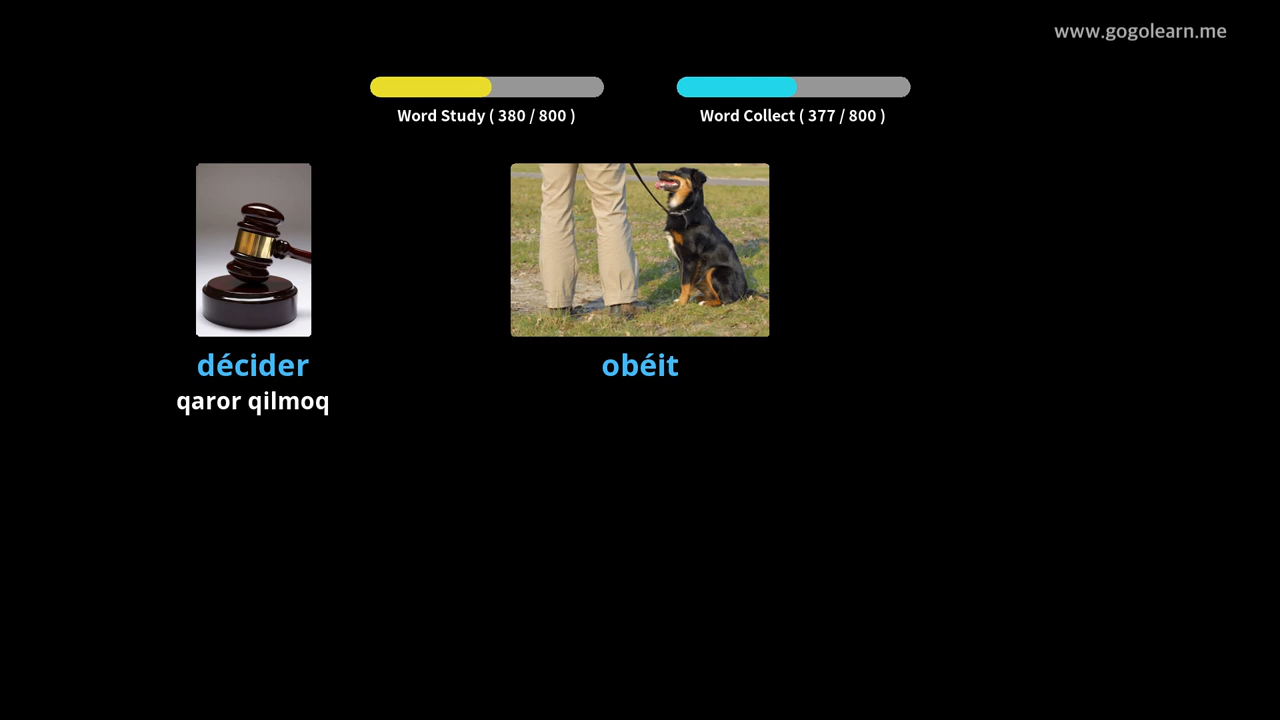 www.gogolearn.me
Word Study ( 380 / 800 )
Word Collect ( 377 / 800 )
décider
qaror qilmoq
obéit